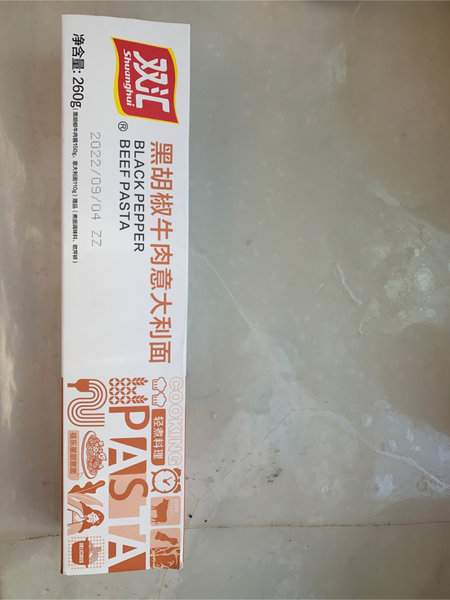 双汇
Shuanghui
®
黑胡椒牛肉意大利面
BLACK PEPPER
BEEF PASTA
2022/09/04 ZZ
净含量: 260g
COOKING
轻煮料理
PASTA